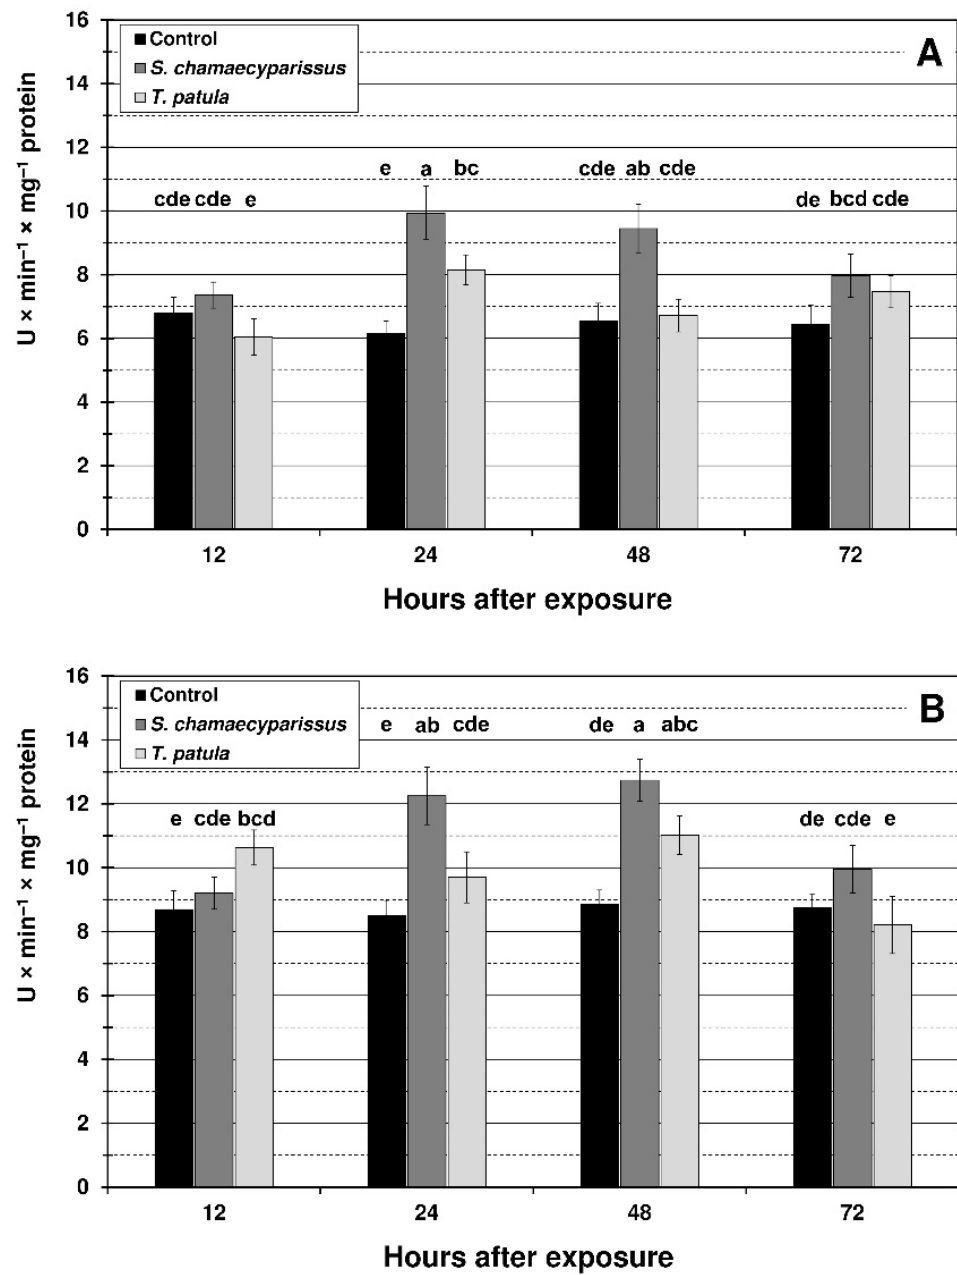 A
Control
S. chamaecyparissus
T. patula
U × min⁻¹ × mg⁻¹ protein
16
14
12
10
8
6
4
2
0
cde cde e
e a bc
cde ab cde
de bcd cde
12 24 48 72
Hours after exposure
B
Control
S. chamaecyparissus
T. patula
U × min⁻¹ × mg⁻¹ protein
16
14
12
10
8
6
4
2
0
e cde bcd
e ab cde
de a abc
de cde e
12 24 48 72
Hours after exposure